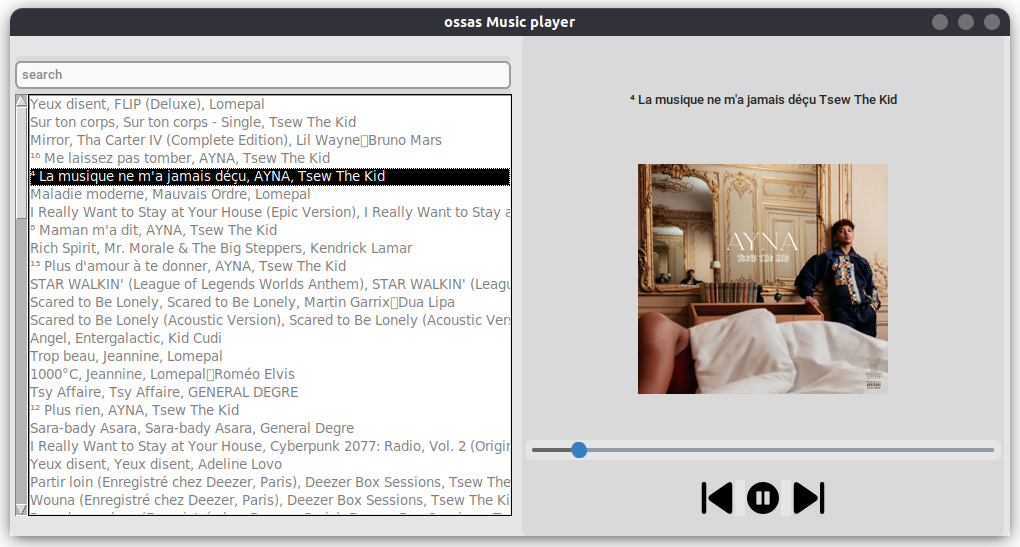 ossas Music player
search
Yeux disent, FLIP (Deluxe), Lomepal
Sur ton corps, Sur ton corps - Single, Tsew The Kid
Mirror, Tha Carter IV (Complete Edition), Lil Wayne▯Bruno Mars
¹⁶ Me laissez pas tomber, AYNA, Tsew The Kid
⁴ La musique ne m'a jamais déçu, AYNA, Tsew The Kid
Maladie moderne, Mauvais Ordre, Lomepal
I Really Want to Stay at Your House (Epic Version), I Really Want to Stay a
⁸ Maman m'a dit, AYNA, Tsew The Kid
Rich Spirit, Mr. Morale & The Big Steppers, Kendrick Lamar
¹³ Plus d'amour à te donner, AYNA, Tsew The Kid
STAR WALKIN' (League of Legends Worlds Anthem), STAR WALKIN' (Leagu
Scared to Be Lonely, Scared to Be Lonely, Martin Garrix▯Dua Lipa
Scared to Be Lonely (Acoustic Version), Scared to Be Lonely (Acoustic Ver
Angel, Entergalactic, Kid Cudi
Trop beau, Jeannine, Lomepal
1000°C, Jeannine, Lomepal▯Roméo Elvis
Tsy Affaire, Tsy Affaire, GENERAL DEGRE
¹² Plus rien, AYNA, Tsew The Kid
Sara-bady Asara, Sara-bady Asara, General Degre
I Really Want to Stay at Your House, Cyberpunk 2077: Radio, Vol. 2 (Origin
Yeux disent, Yeux disent, Adeline Lovo
Partir loin (Enregistré chez Deezer, Paris), Deezer Box Sessions, Tsew The
Wouna (Enregistré chez Deezer, Paris), Deezer Box Sessions, Tsew The Ki
⁴ La musique ne m'a jamais déçu Tsew The Kid
AYNA
Tsew The Kid